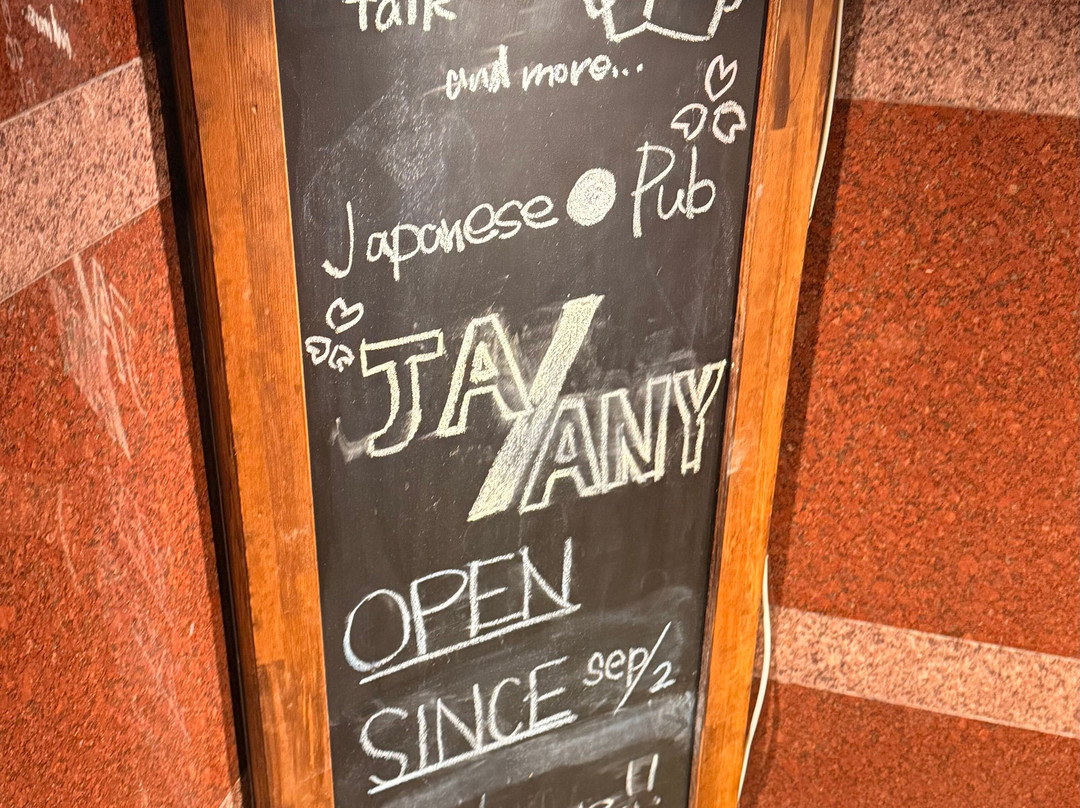 Talk
and more...
Japanese Pub
JA/ANY
OPEN
SINCE sep/2
!!